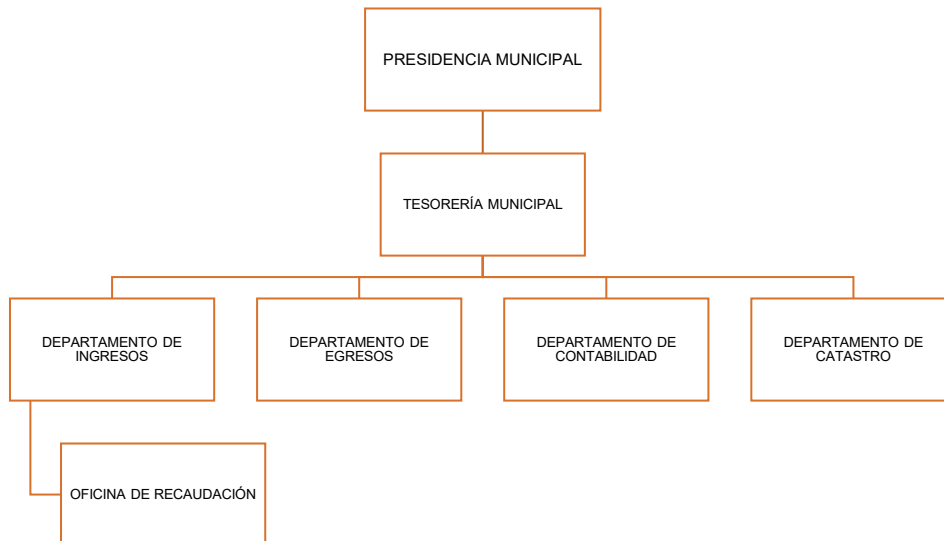 PRESIDENCIA MUNICIPAL
TESORERÍA MUNICIPAL
DEPARTAMENTO DE
INGRESOS
DEPARTAMENTO DE
EGRESOS
DEPARTAMENTO DE
CONTABILIDAD
DEPARTAMENTO DE
CATASTRO
OFICINA DE RECAUDACIÓN